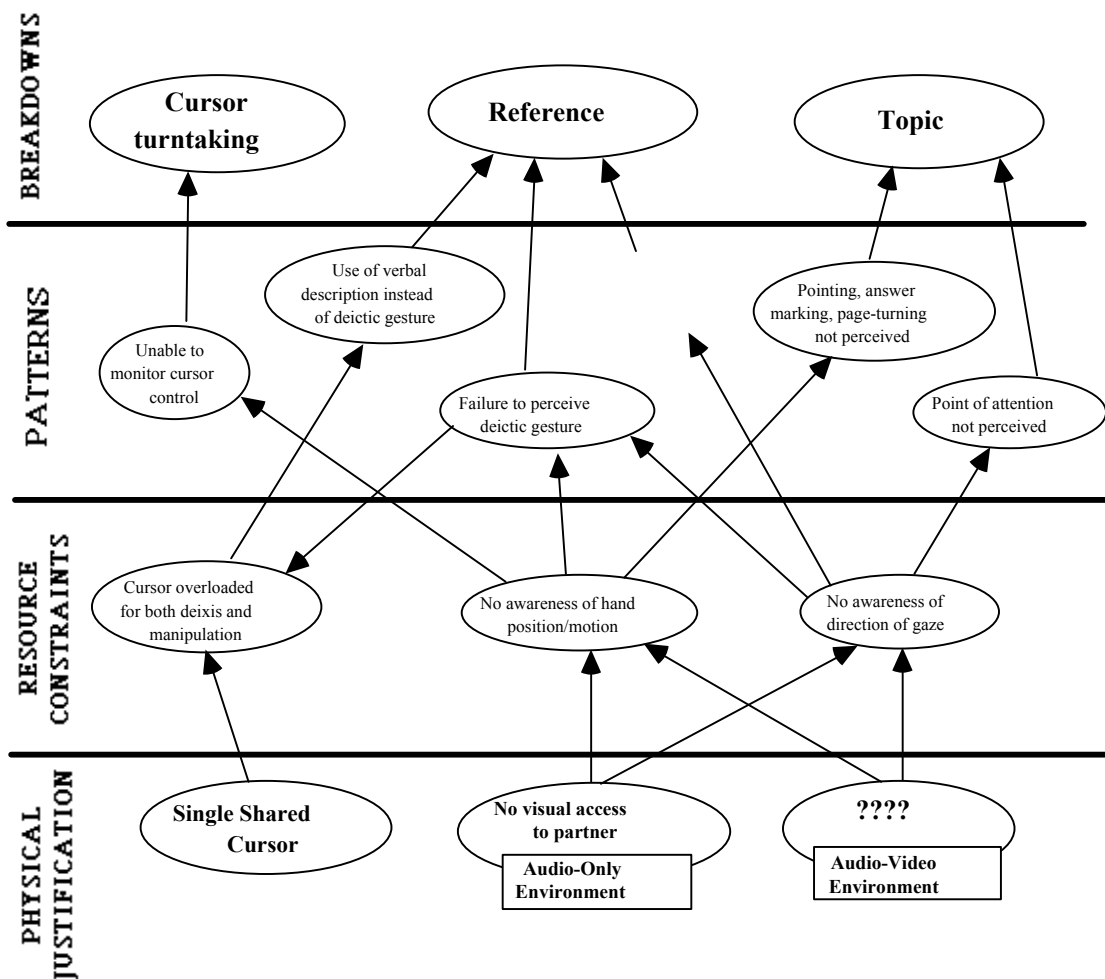 BREAKDOWNS
Cursor
turntaking
Reference
Topic
PATTERNS
Use of verbal
description instead
of deictic gesture
Pointing, answer
marking, page-turning
not perceived
Unable to
monitor cursor
control
Failure to perceive
deictic gesture
Point of attention
not perceived
RESOURCE
CONSTRAINTS
Cursor overloaded
for both deixis and
manipulation
No awareness of hand
position/motion
No awareness of
direction of gaze
PHYSICAL
JUSTIFICATION
Single Shared
Cursor
No visual access
to partner
Audio-Only
Environment
????
Audio-Video
Environment